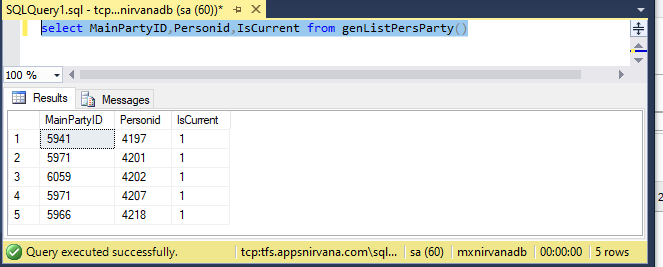 SQLQuery1.sql - tcp...nirvanadb (sa (60))*
select MainPartyID,Personid,IsCurrent from genListPersParty()
100 %
Results Messages
MainPartyID Personid IsCurrent
1 5941 4197 1
2 5971 4201 1
3 6059 4202 1
4 5971 4207 1
5 5966 4218 1
Query executed successfully. tcp:tfs.appsnirvana.com\sql... sa (60) mxnirvanadb 00:00:00 5 rows
2